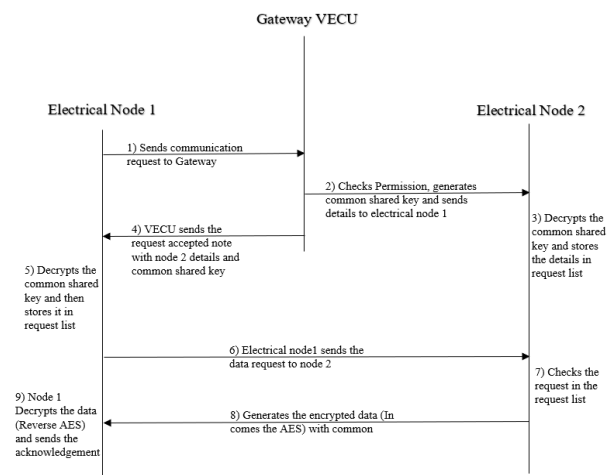 Gateway VECU
Electrical Node 1
Electrical Node 2
1) Sends communication
request to Gateway
2) Checks Permission, generates
common shared key and sends
details to electrical node 1
3) Decrypts the
common shared
key and stores
the details in
request list
4) VECU sends the
request accepted note
with node 2 details and
common shared key
5) Decrypts the
common shared
key and then
stores it in
request list
6) Electrical node1 sends the
data request to node 2
7) Checks the
request in the
request list
8) Generates the encrypted data (In
comes the AES) with common
9) Node 1
Decrypts the data
(Reverse AES)
and sends the
acknowledgement